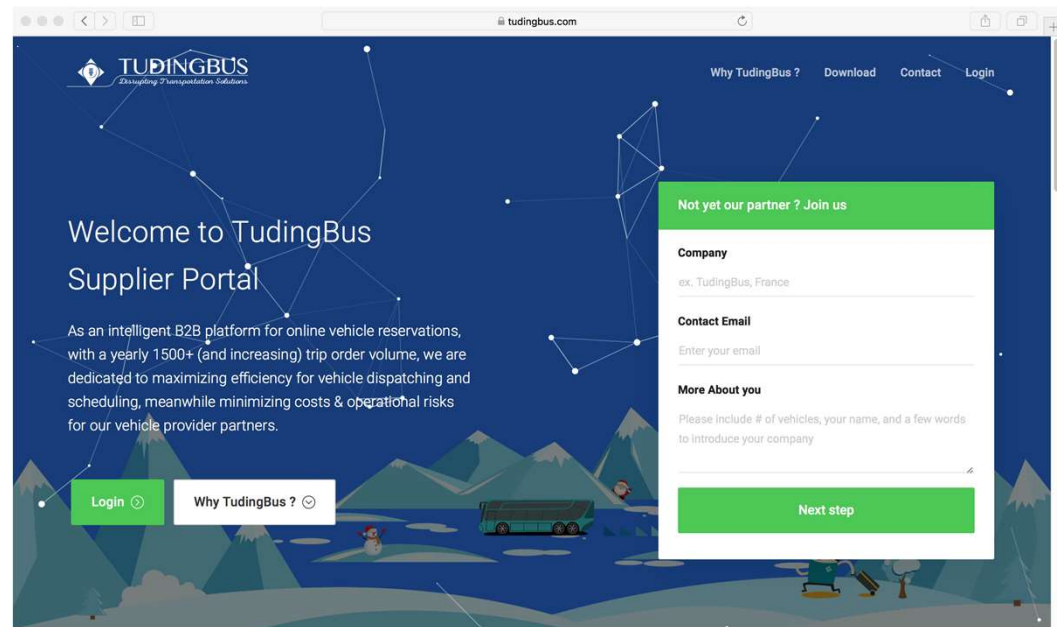 tudingbus.com
TUDINGBUS
Disrupting Transportation Solutions
Why TudingBus ?
Download
Contact
Login
Welcome to TudingBus
Supplier Portal
As an intelligent B2B platform for online vehicle reservations,
with a yearly 1500+ (and increasing) trip order volume, we are
dedicated to maximizing efficiency for vehicle dispatching and
scheduling, meanwhile minimizing costs & operational risks
for our vehicle provider partners.
Login
Why TudingBus ?
Not yet our partner ? Join us
Company
ex. TudingBus, France
Contact Email
Enter your email
More About you
Please include # of vehicles, your name, and a few words
to introduce your company
Next step